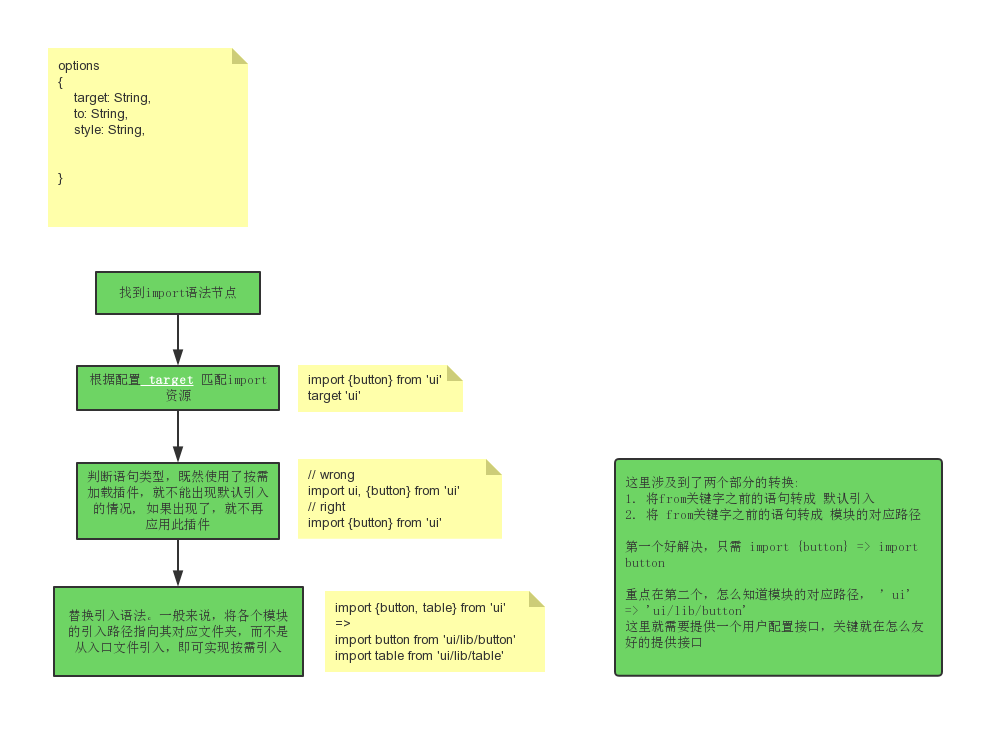 options
{
target: String,
to: String,
style: String,
}
找到import语法节点
根据配置 target 匹配import
资源
import {button} from 'ui'
target 'ui'
判断语句类型，既然使用了按需
加载插件，就不能出现默认引入
的情况，如果出现了，就不再
应用此插件
// wrong
import ui, {button} from 'ui'
// right
import {button} from 'ui'
替换引入语法。一般来说，将各个模块
的引入路径指向其对应文件夹，而不是
从入口文件引入，即可实现按需引入
import {button, table} from 'ui'
=>
import button from 'ui/lib/button'
import table from 'ui/lib/table'
这里涉及到了两个部分的转换:
1. 将from关键字之前的语句转成 默认引入
2. 将 from关键字之前的语句转成 模块的对应路径
第一个好解决，只需 import {button} => import
button
重点在第二个，怎么知道模块的对应路径， ’ui’
=> ’ui/lib/button’
这里就需要提供一个用户配置接口，关键就在怎么友
好的提供接口